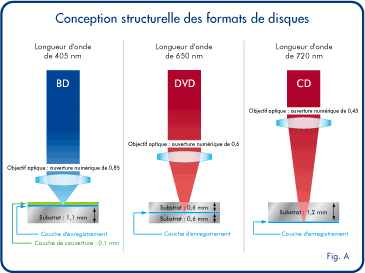 Conception structurelle des formats de disques
Longueur d'onde
de 405 nm
BD
Objectif optique : ouverture numérique de 0,85
Substrat : 1,1 mm
Couche d'enregistrement
Couche de couverture : 0,1 mm
Longueur d'onde
de 650 nm
DVD
Objectif optique : ouverture numérique de 0,6
Substrat : 0,6 mm
Substrat : 0,6 mm
Couche d'enregistrement
Longueur d'onde
de 720 nm
CD
Objectif optique : ouverture numérique de 0,45
Substrat : 1,2 mm
Couche d'enregistrement
Fig. A